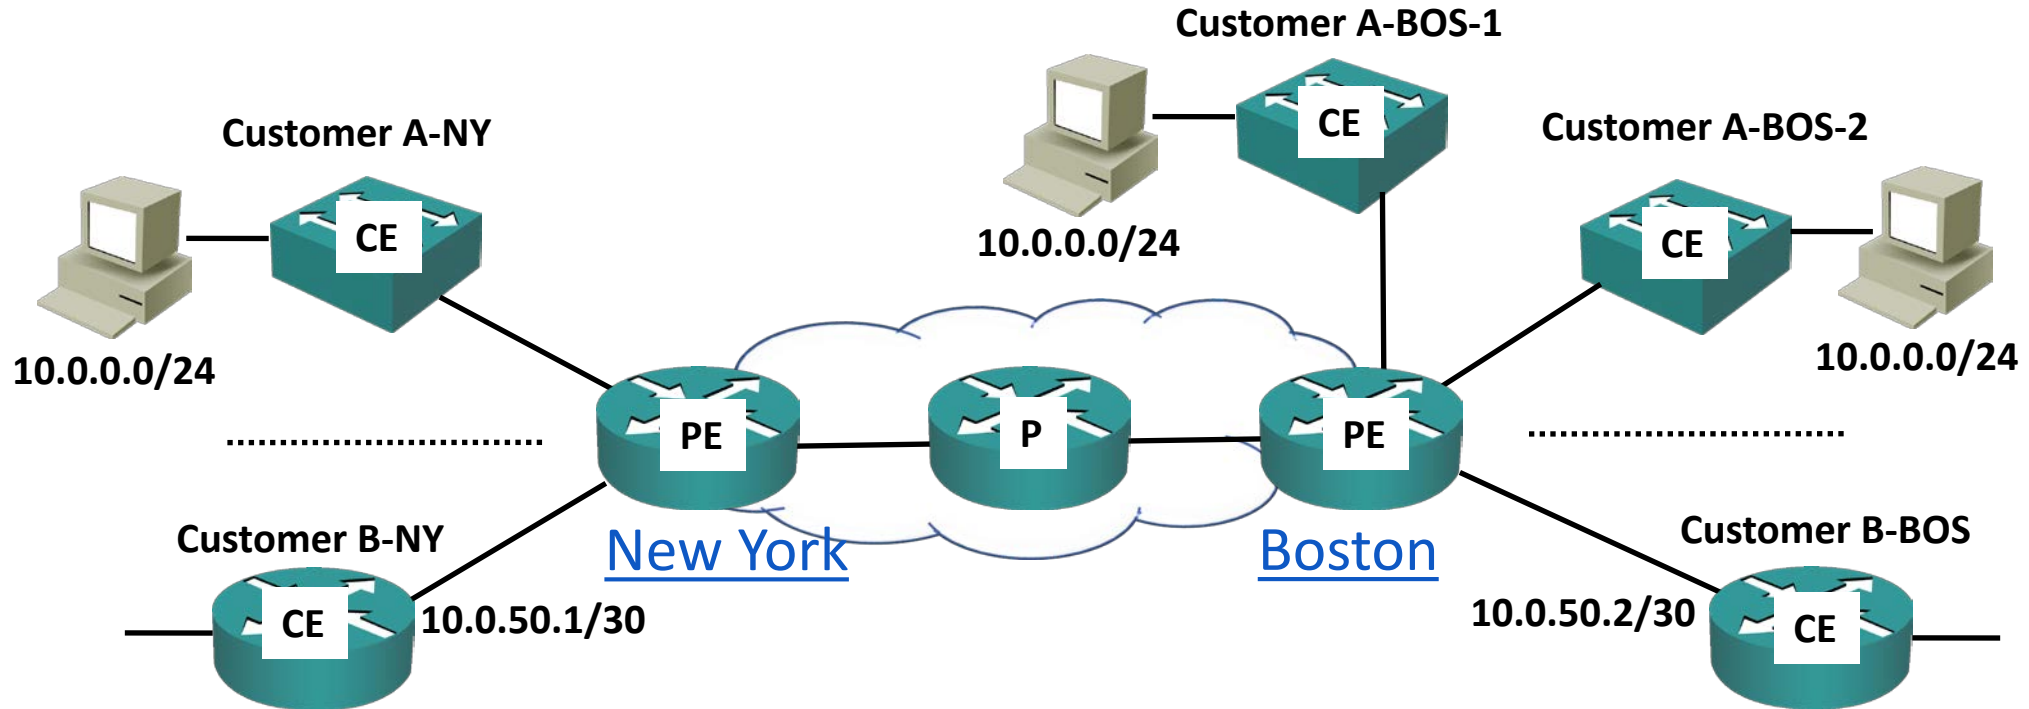 Customer A-BOS-1
CE
10.0.0.0/24
Customer A-NY
CE
10.0.0.0/24
Customer A-BOS-2
CE
10.0.0.0/24
PE
P
PE
New York
Boston
Customer B-NY
CE
10.0.50.1/30
Customer B-BOS
10.0.50.2/30
CE